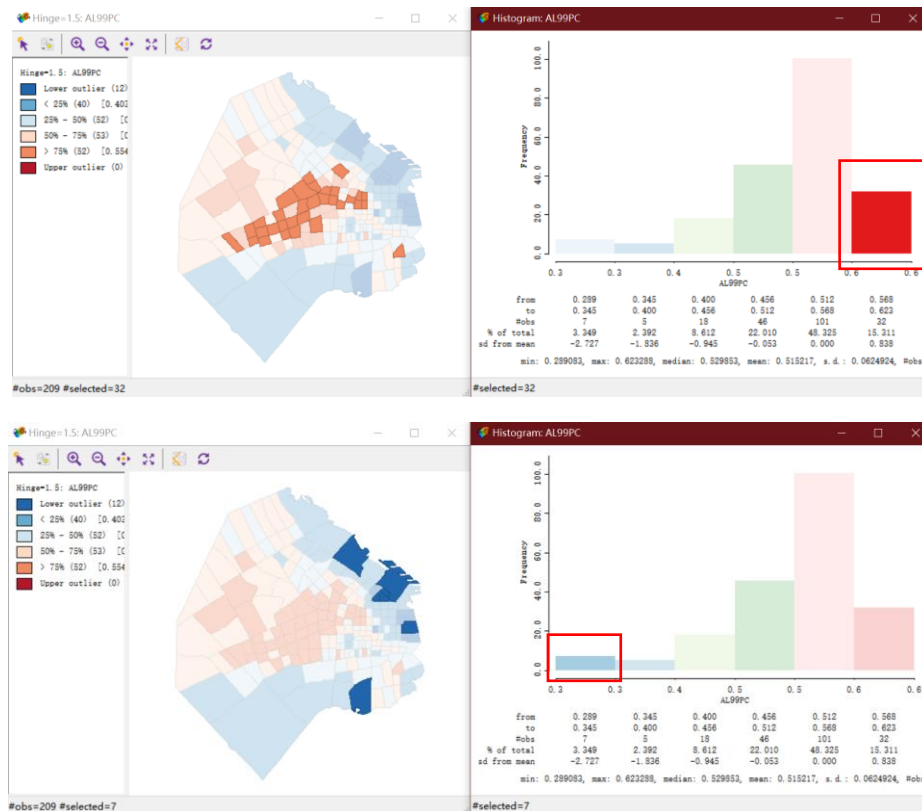 Hinge=1.5: AL99PC
Hinge=1.5: AL99PC
Lower outlier (12)
< 25% (40) [0.403
25% - 50% (52) [0
50% - 75% (53) [0
> 75% (52) [0.554
Upper outlier (0)
#obs=209 #selected=32
Histogram: AL99PC
Frequency
100.0
80.0
60.0
40.0
20.0
0.0
0.3 0.3 0.4 0.5 0.5 0.6 0.6
AL99PC
from 0.289 0.345 0.400 0.456 0.512 0.568
to 0.345 0.400 0.456 0.512 0.568 0.623
#obs 7 5 18 46 101 32
% of total 3.349 2.392 8.612 22.010 48.325 15.311
sd from mean -2.727 -1.836 -0.945 -0.053 0.000 0.838
min: 0.289083, max: 0.623288, median: 0.529853, mean: 0.515217, s.d.: 0.0624924, #obs
#selected=32
Hinge=1.5: AL99PC
Hinge=1.5: AL99PC
Lower outlier (12)
< 25% (40) [0.403
25% - 50% (52) [0
50% - 75% (53) [0
> 75% (52) [0.554
Upper outlier (0)
#obs=209 #selected=7
Histogram: AL99PC
Frequency
100.0
80.0
60.0
40.0
20.0
0.0
0.3 0.3 0.4 0.5 0.5 0.6 0.6
AL99PC
from 0.289 0.345 0.400 0.456 0.512 0.568
to 0.345 0.400 0.456 0.512 0.568 0.623
#obs 7 5 18 46 101 32
% of total 3.349 2.392 8.612 22.010 48.325 15.311
sd from mean -2.727 -1.836 -0.945 -0.053 0.000 0.838
min: 0.289083, max: 0.623288, median: 0.529853, mean: 0.515217, s.d.: 0.0624924, #obs
#selected=7